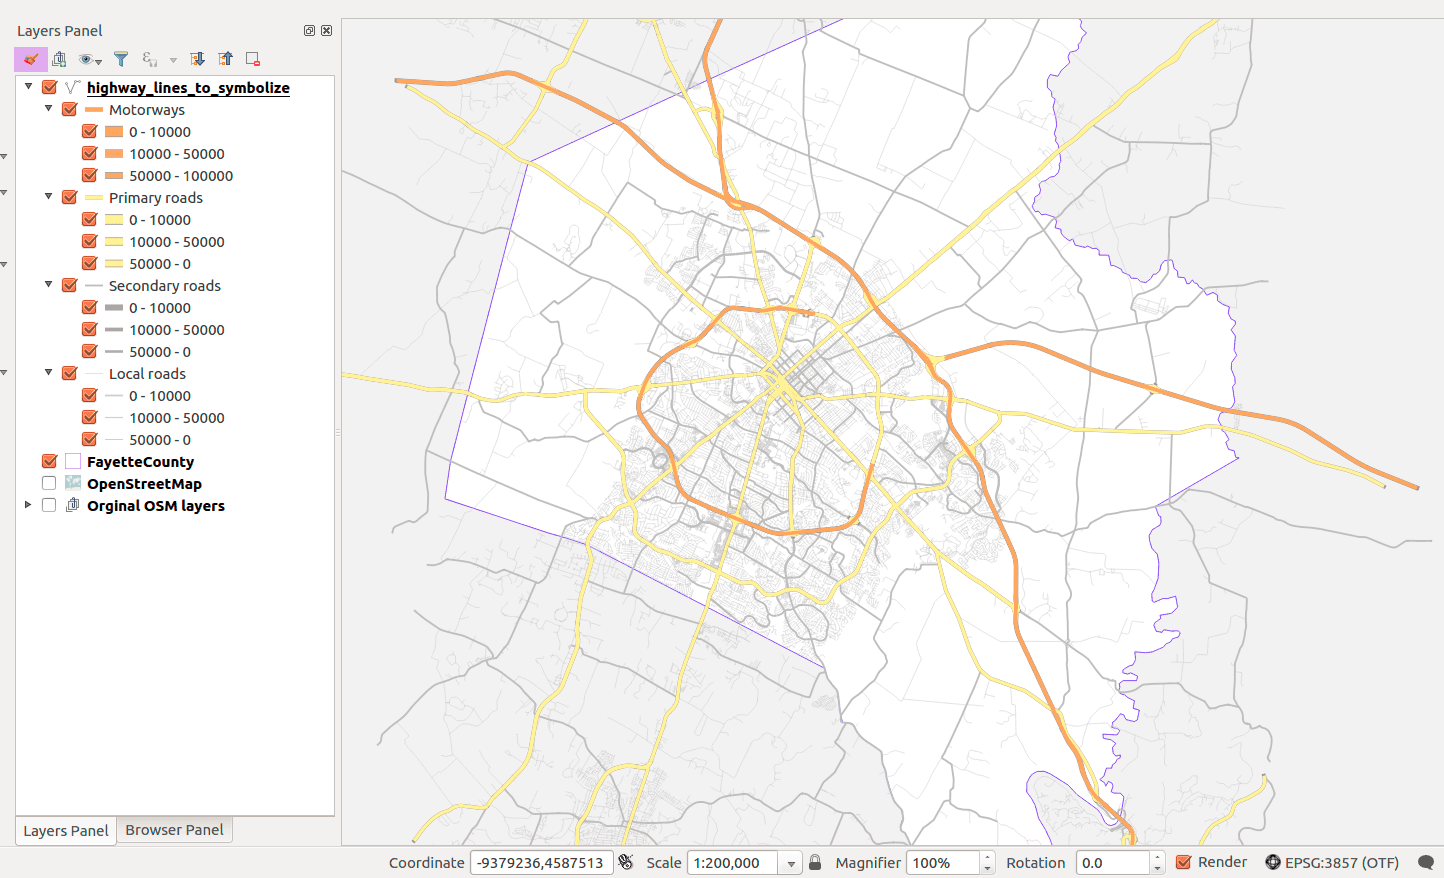 Layers Panel
highway_lines_to_symbolize
Motorways
0 - 10000
10000 - 50000
50000 - 100000
Primary roads
0 - 10000
10000 - 50000
50000 - 0
Secondary roads
0 - 10000
10000 - 50000
50000 - 0
Local roads
0 - 10000
10000 - 50000
50000 - 0
FayetteCounty
OpenStreetMap
Orginal OSM layers
Layers Panel Browser Panel
Coordinate -9379236,4587513 Scale 1:200,000 Magnifier 100% Rotation 0.0 Render EPSG:3857 (OTF)